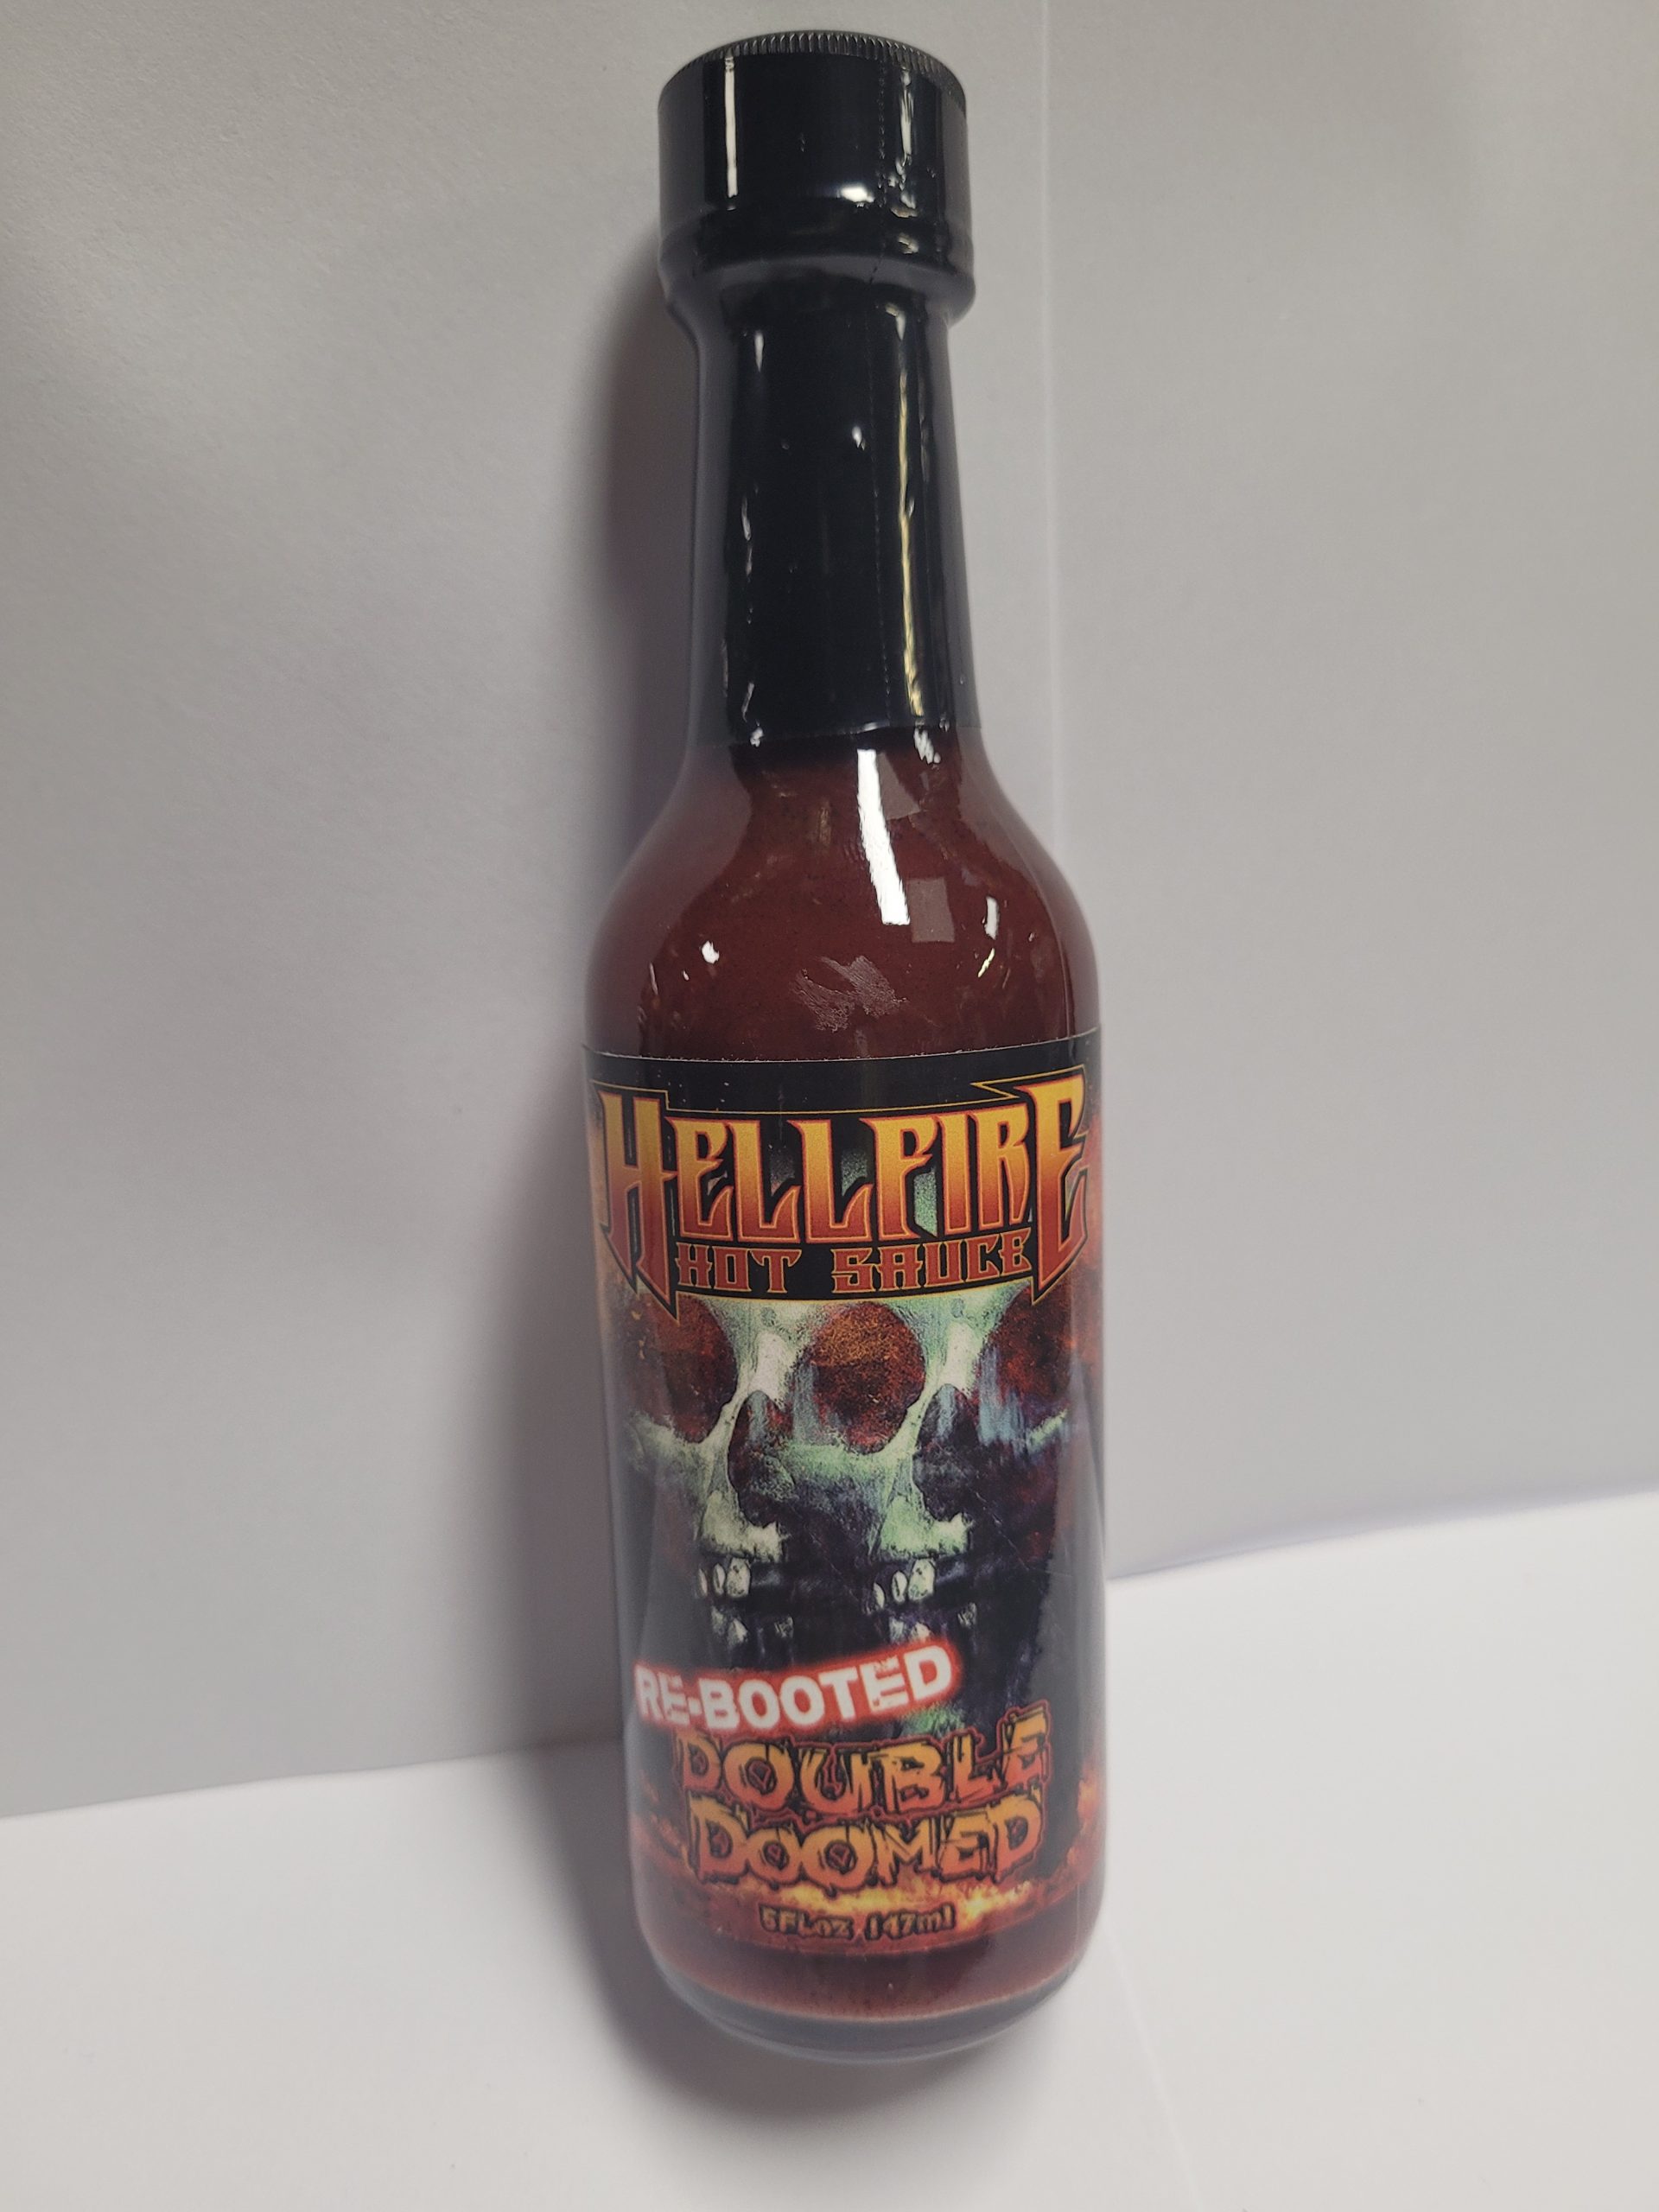 HELLFIRE
HOT SAUCE
RE-BOOTED
DOUBLE
DOOMED
5FL oz 147ml